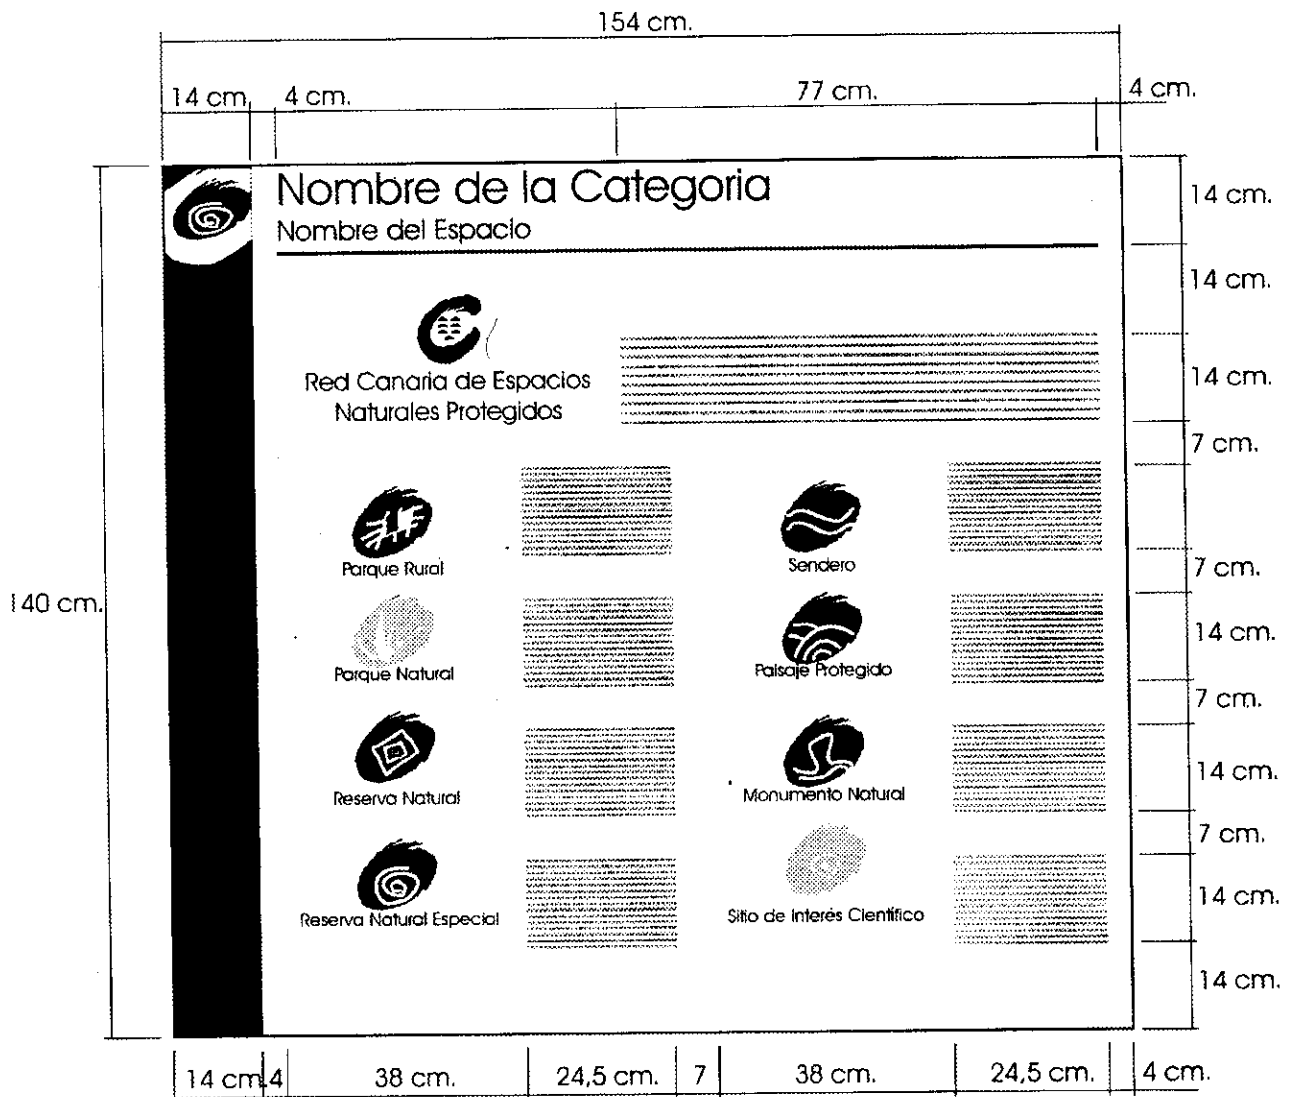 154 cm.
14 cm. 4 cm. 77 cm. 4 cm.
Nombre de la Categoria
Nombre del Espacio
14 cm.
14 cm.
Red Canaria de Espacios
Naturales Protegidos
14 cm.
7 cm.
Parque Rural
Sendero
7 cm.
140 cm.
14 cm.
Parque Natural
Paisaje Protegido
7 cm.
14 cm.
Reserva Natural
Monumento Natural
7 cm.
14 cm.
Reserva Natural Especial
Sitio de Interés Científico
14 cm.
14 cm. 4 38 cm. 24,5 cm. 7 38 cm. 24,5 cm. 4 cm.